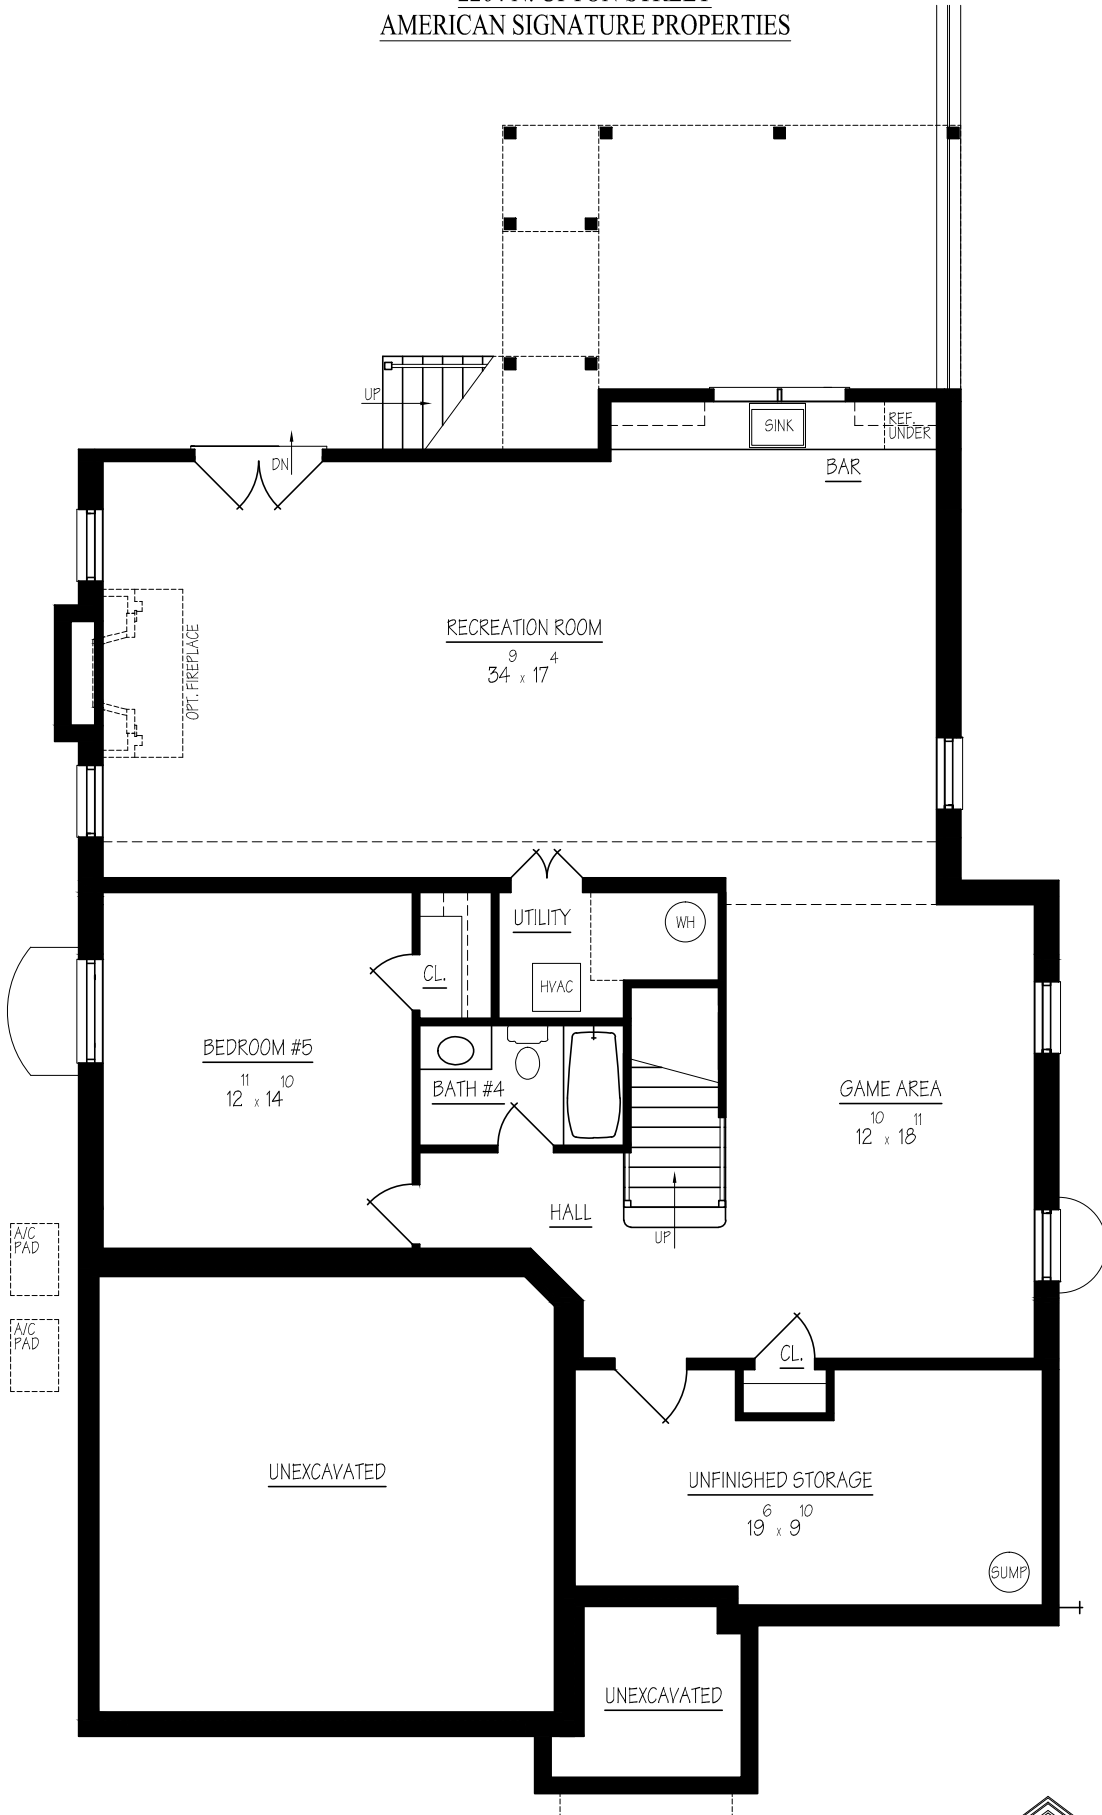 AMERICAN SIGNATURE PROPERTIES
UP
DN
SINK
REF.
UNDER
BAR
RECREATION ROOM
34 9 x 17 4
OPT. FIREPLACE
UTILITY
WH
HVAC
CL.
BEDROOM #5
12 11 x 14 10
BATH #4
GAME AREA
12 10 x 18 11
HALL
UP
A/C
PAD
A/C
PAD
CL.
UNEXCAVATED
UNFINISHED STORAGE
19 6 x 9 10
SUMP
UNEXCAVATED